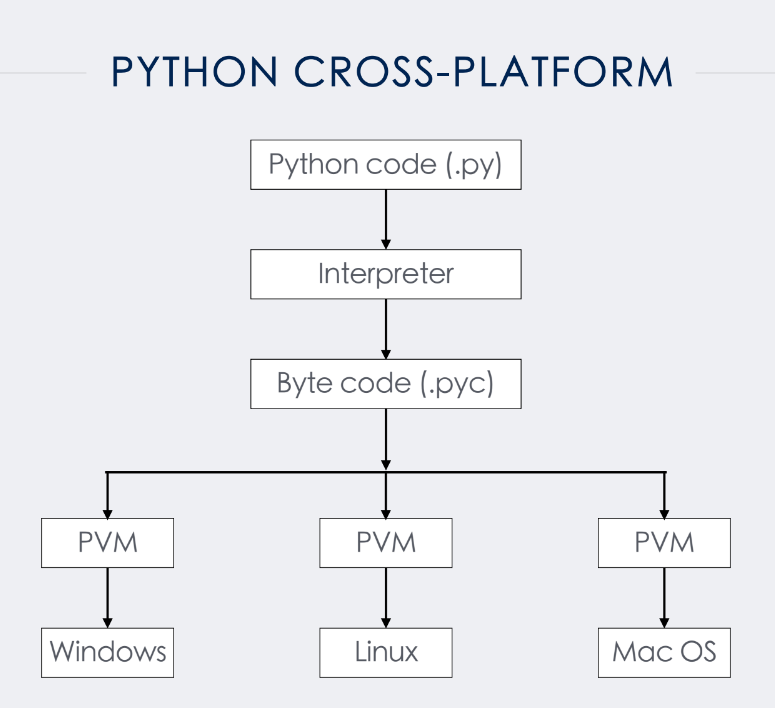 PYTHON CROSS-PLATFORM
Python code (.py)
Interpreter
Byte code (.pyc)
PVM
PVM
PVM
Windows
Linux
Mac OS